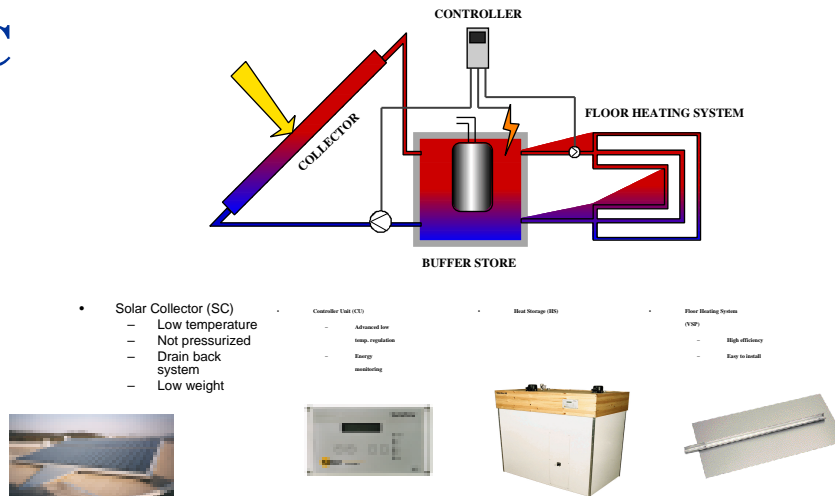 C
CONTROLLER
COLLECTOR
FLOOR HEATING SYSTEM
BUFFER STORE
• Solar Collector (SC)
– Low temperature
– Not pressurized
– Drain back
system
– Low weight
• Controller Unit (CU)
– Advanced low
temp. regulation
– Energy
monitoring
• Heat Storage (HS)
• Floor Heating System
(VSP)
– High efficiency
– Easy to install